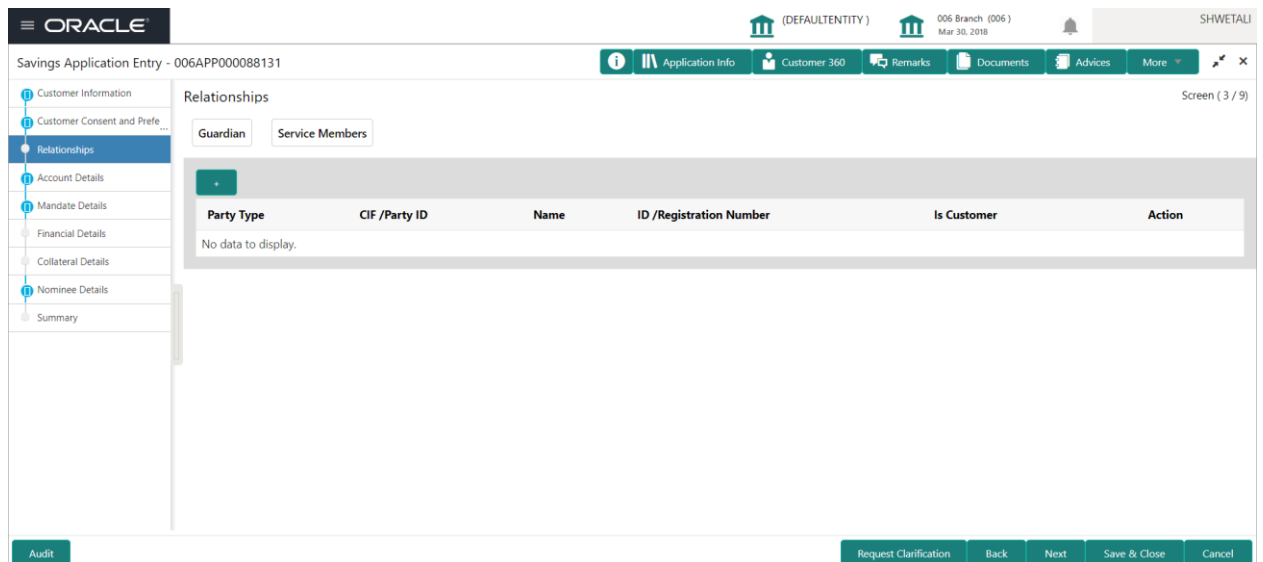 ORACLE
(DEFAULTENTITY )
006 Branch (006 )
Mar 30, 2018
SHWETALI
Savings Application Entry - 006APP000088131
Application Info
Customer 360
Remarks
Documents
Advices
More
Customer Information
Customer Consent and Prefe...
Relationships
Account Details
Mandate Details
Financial Details
Collateral Details
Nominee Details
Summary
Relationships
Screen ( 3 / 9)
Guardian
Service Members
+
Party Type CIF /Party ID Name ID /Registration Number Is Customer Action
No data to display.
Audit
Request Clarification
Back
Next
Save & Close
Cancel